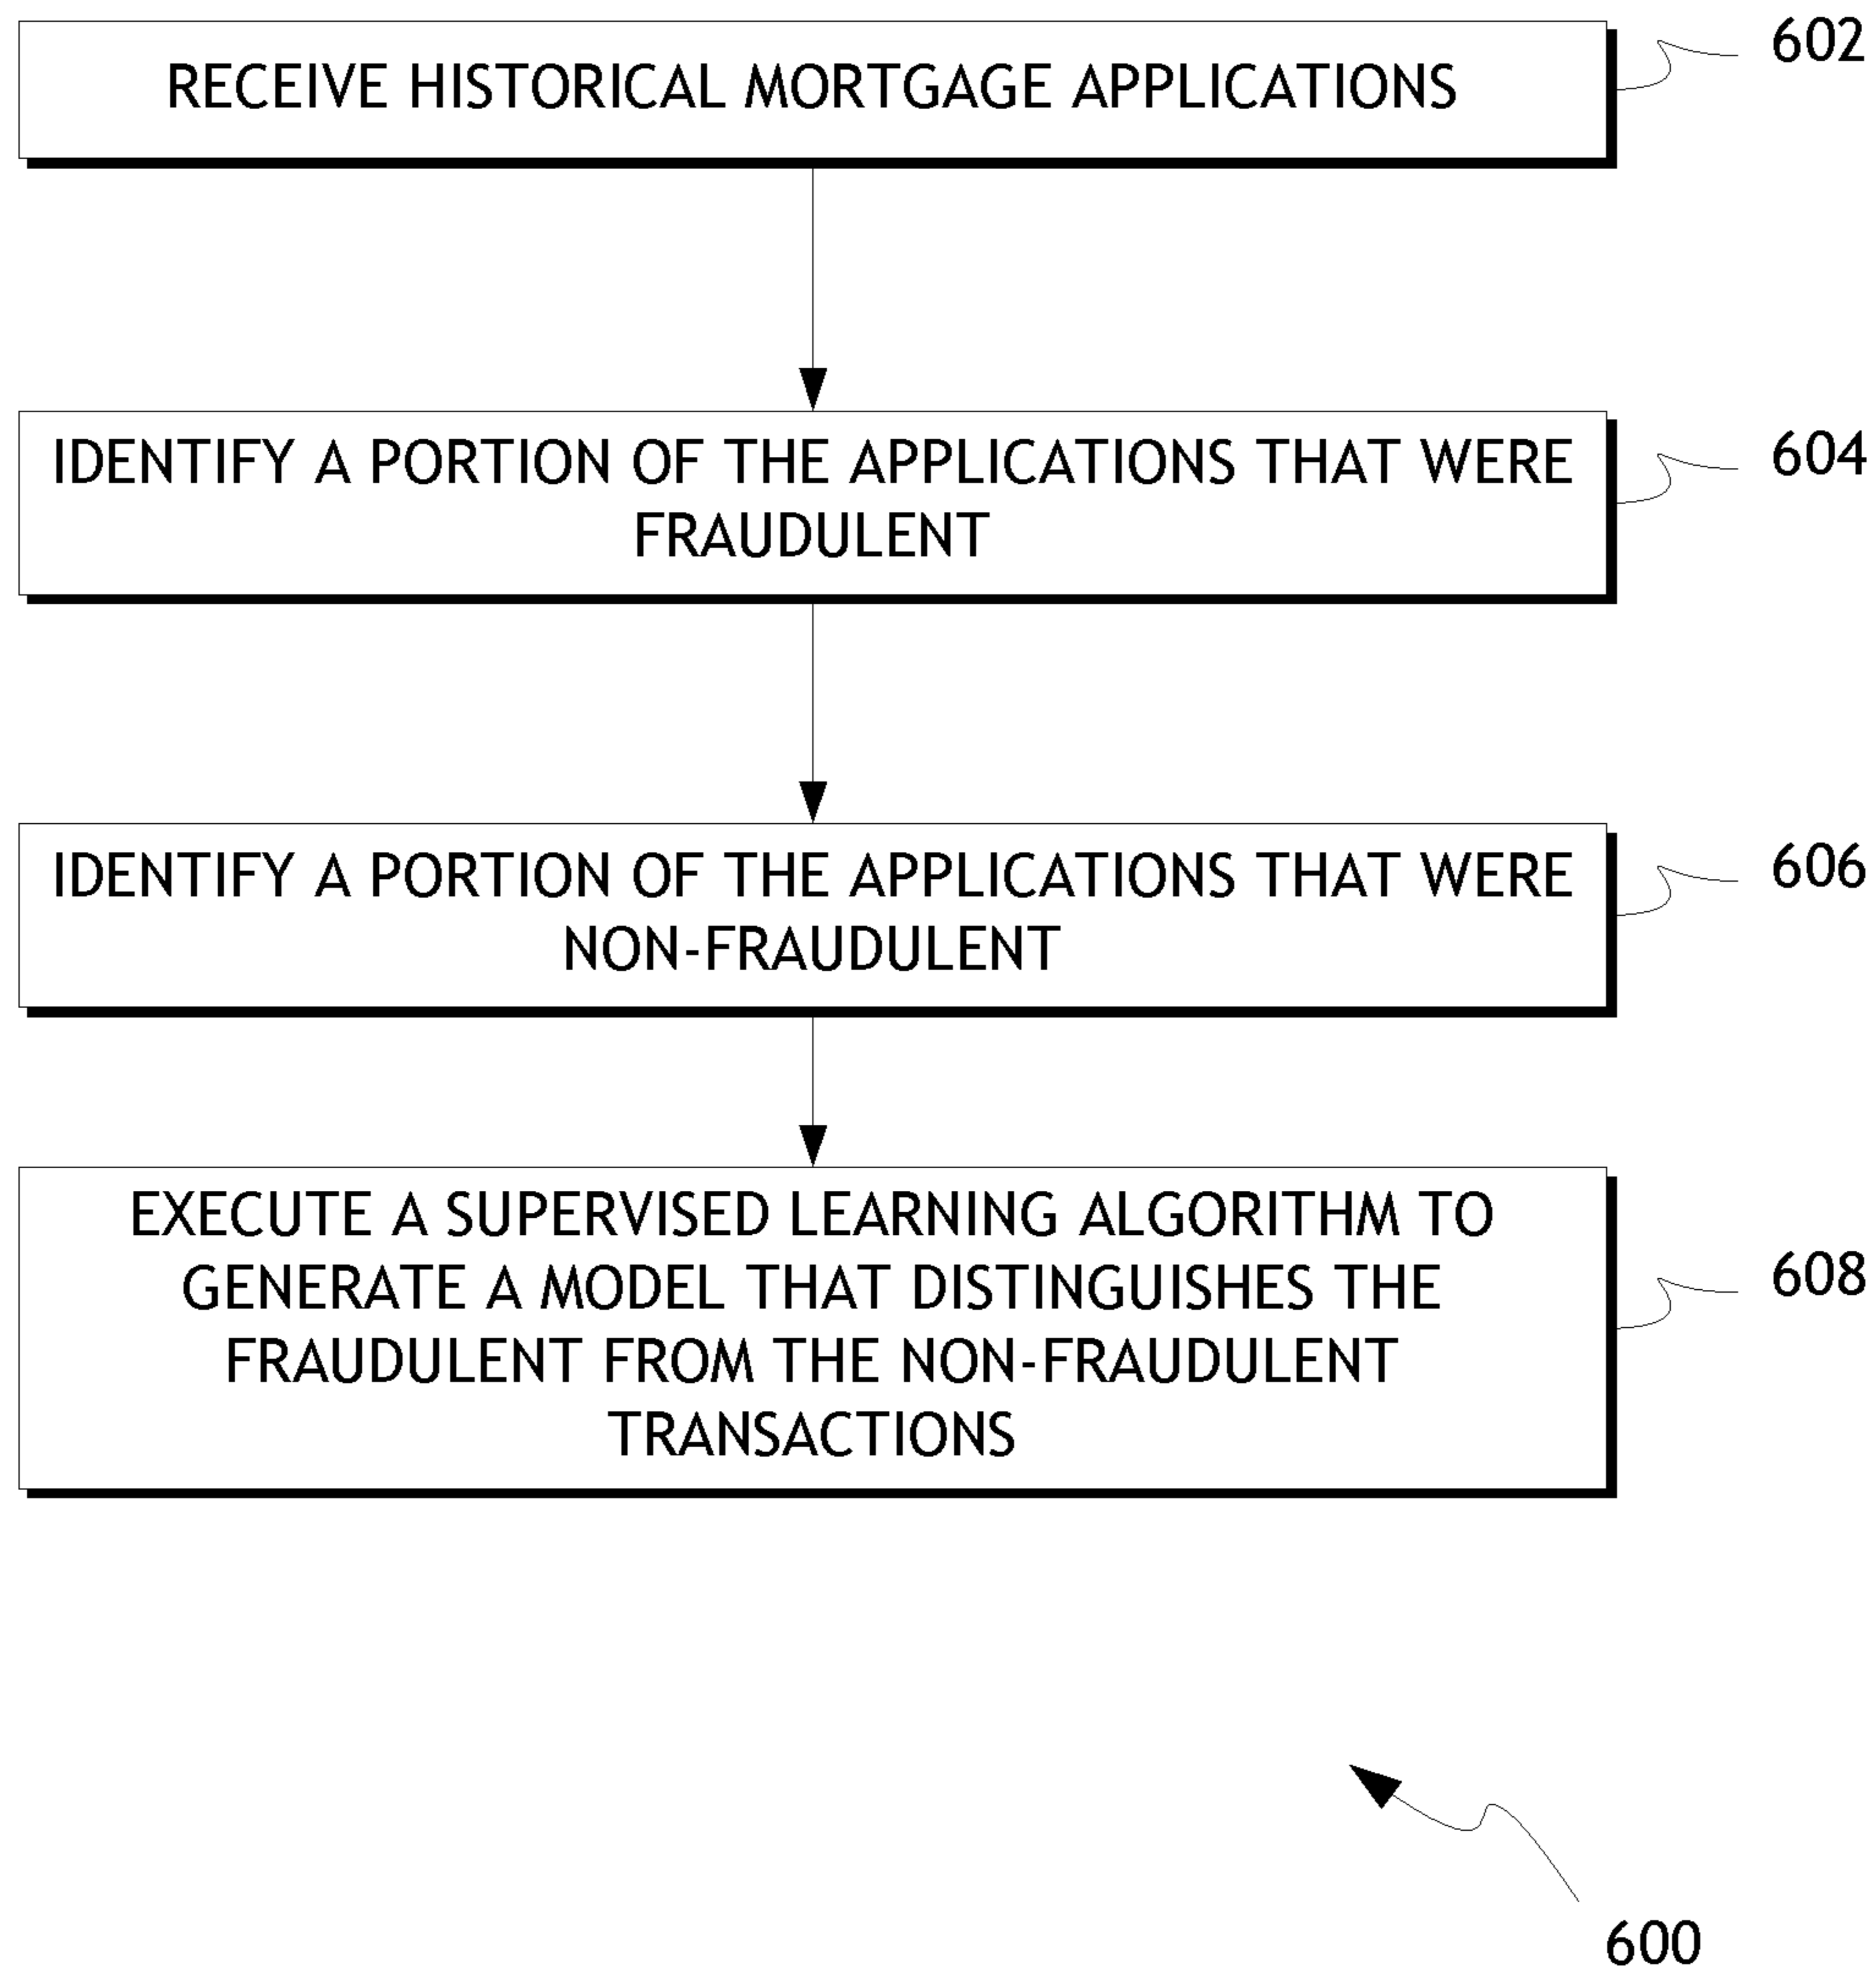 RECEIVE HISTORICAL MORTGAGE APPLICATIONS
602
IDENTIFY A PORTION OF THE APPLICATIONS THAT WERE
FRAUDULENT
604
IDENTIFY A PORTION OF THE APPLICATIONS THAT WERE
NON-FRAUDULENT
606
EXECUTE A SUPERVISED LEARNING ALGORITHM TO
GENERATE A MODEL THAT DISTINGUISHES THE
FRAUDULENT FROM THE NON-FRAUDULENT
TRANSACTIONS
608
600